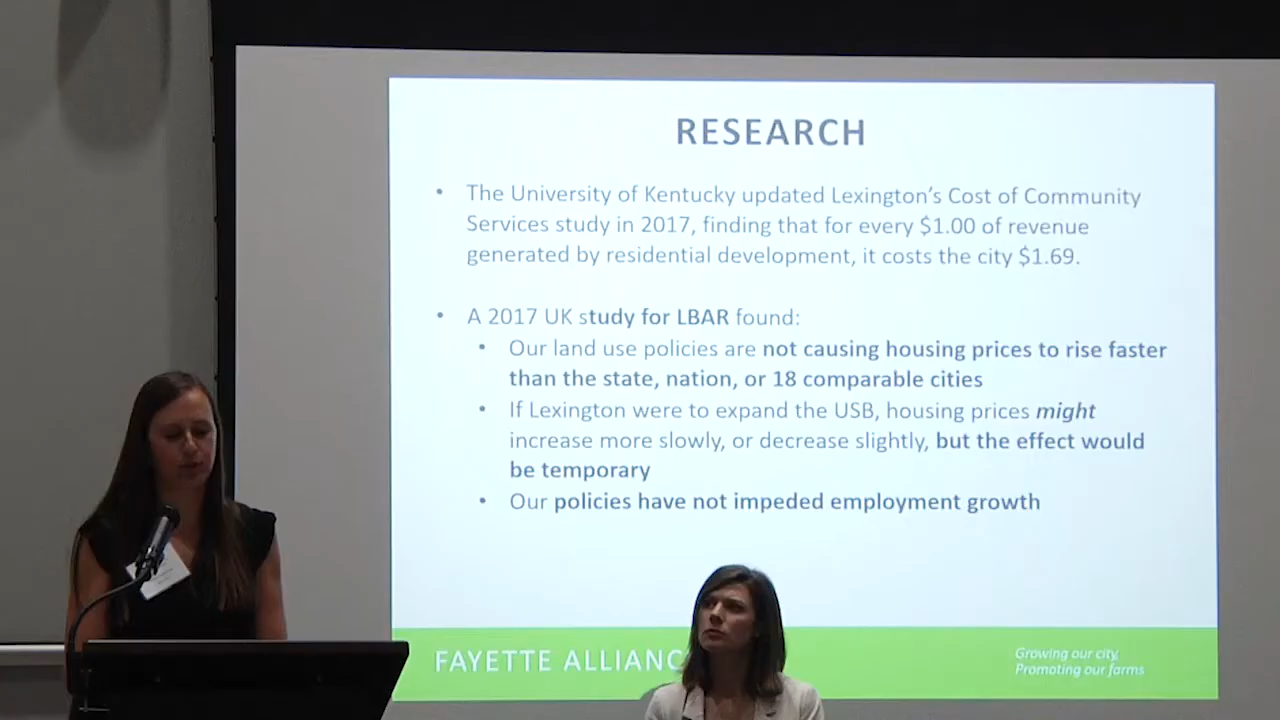 RESEARCH
• The University of Kentucky updated Lexington's Cost of Community
Services study in 2017, finding that for every $1.00 of revenue
generated by residential development, it costs the city $1.69.
• A 2017 UK study for LBAR found:
• Our land use policies are not causing housing prices to rise faster
than the state, nation, or 18 comparable cities
• If Lexington were to expand the USB, housing prices might
increase more slowly, or decrease slightly, but the effect would
be temporary
• Our policies have not impeded employment growth
FAYETTE ALLIANC
Growing our city,
Promoting our farms